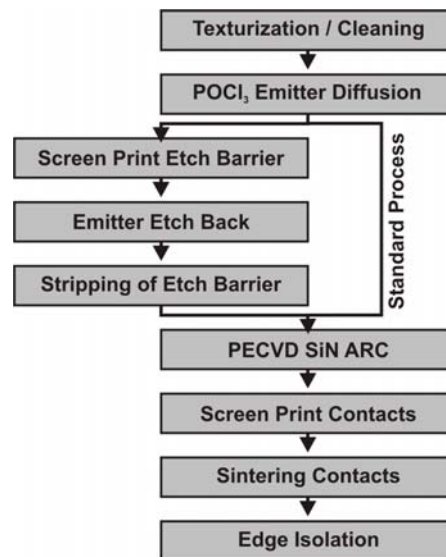 Texturization / Cleaning
POCl₃ Emitter Diffusion
Screen Print Etch Barrier
Emitter Etch Back
Stripping of Etch Barrier
Standard Process
PECVD SiN ARC
Screen Print Contacts
Sintering Contacts
Edge Isolation